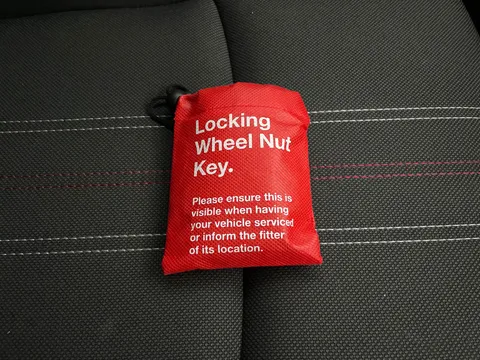 Locking
Wheel Nut
Key.
Please ensure this is
visible when having
your vehicle serviced
or inform the fitter
of its location.